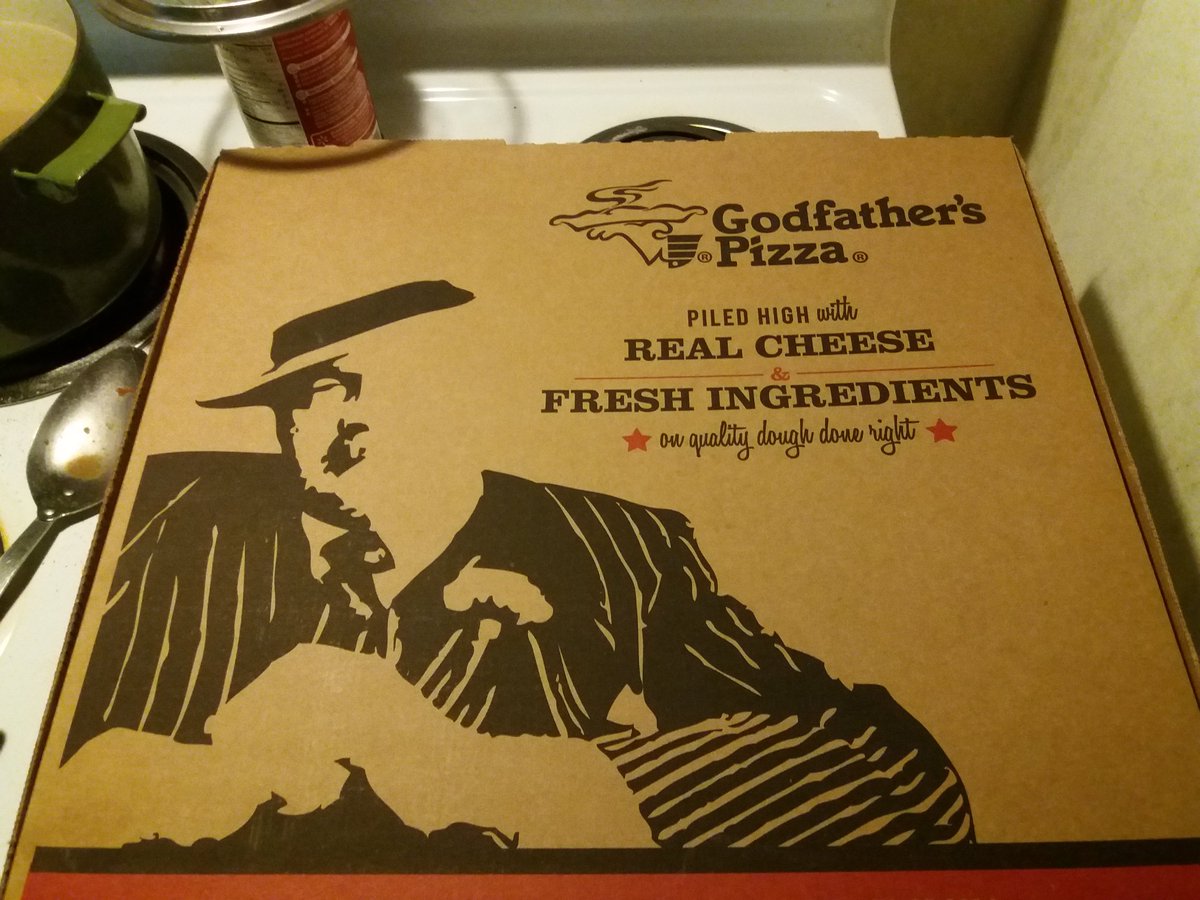 Godfather's
® Pizza ®
PILED HIGH with
REAL CHEESE
&
FRESH INGREDIENTS
on quality dough done right